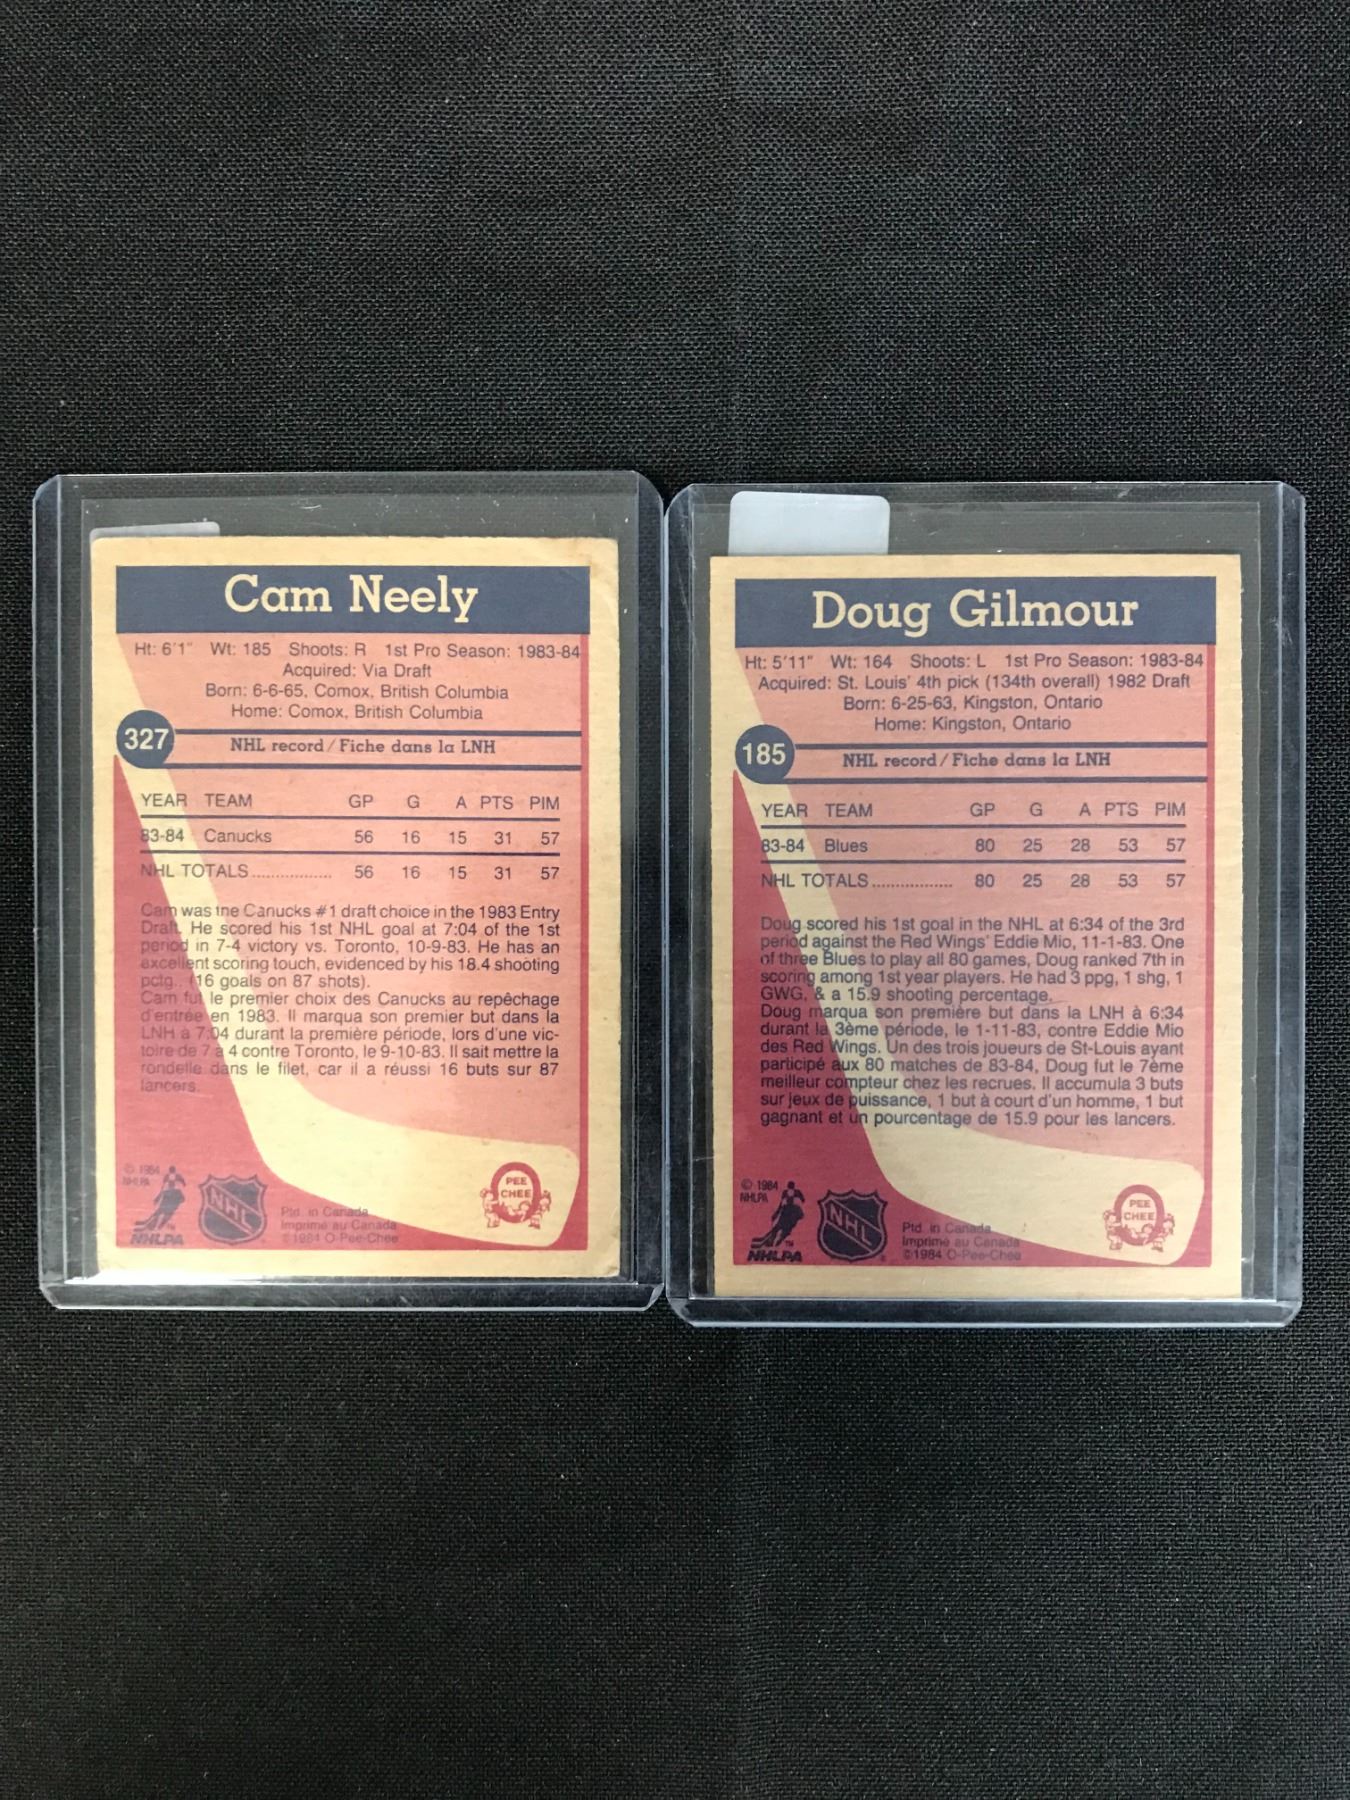 Cam Neely
Ht: 6'1" Wt: 185 Shoots: R 1st Pro Season: 1983-84
Acquired: Via Draft
Born: 6-6-65, Comox, British Columbia
Home: Comox, British Columbia
327
NHL record / Fiche dans la LNH
YEAR TEAM GP G A PTS PIM
83-84 Canucks 56 16 15 31 57
NHL TOTALS................. 56 16 15 31 57
Cam was the Canucks #1 draft choice in the 1983 Entry
Draft. He scored his 1st NHL goal at 7:04 of the 1st
period in 7-4 victory vs. Toronto, 10-9-83. He has an
excellent scoring touch, evidenced by his 18.4 shooting
pctg., (16 goals on 87 shots).
Cam fut le premier choix des Canucks au repêchage
d'entrée en 1983. Il marqua son premier but dans la
LNH à 7:04 durant la première période, lors d'une vic-
toire de 7 à 4 contre Toronto, le 9-10-83. Il sait mettre la
rondelle dans le filet, car il a réussi 16 buts sur 87
lancers.
© 1984
NHLPA
NHLPA
TM
NHL
Ptd. in Canada
Imprimé au Canada
©1984 O-Pee-Chee
PEE
CHEE
Doug Gilmour
Ht: 5'11" Wt: 164 Shoots: L 1st Pro Season: 1983-84
Acquired: St. Louis' 4th pick (134th overall) 1982 Draft
Born: 6-25-63, Kingston, Ontario
Home: Kingston, Ontario
185
NHL record / Fiche dans la LNH
YEAR TEAM GP G A PTS PIM
83-84 Blues 80 25 28 53 57
NHL TOTALS................. 80 25 28 53 57
Doug scored his 1st goal in the NHL at 6:34 of the 3rd
period against the Red Wings' Eddie Mio, 11-1-83. One
of three Blues to play all 80 games, Doug ranked 7th in
scoring among 1st year players. He had 3 ppg, 1 shg, 1
GWG, & a 15.9 shooting percentage.
Doug marqua son première but dans la LNH à 6:34
durant la 3ème période, le 1-11-83, contre Eddie Mio
des Red Wings. Un des trois joueurs de St-Louis ayant
participé aux 80 matches de 83-84, Doug fut le 7ème
meilleur compteur chez les recrues. Il accumula 3 buts
sur jeux de puissance, 1 but à court d'un homme, 1 but
gagnant et un pourcentage de 15.9 pour les lancers.
© 1984
NHLPA
NHLPA
TM
NHL
Ptd. in Canada
Imprimé au Canada
©1984 O-Pee-Chee
PEE
CHEE